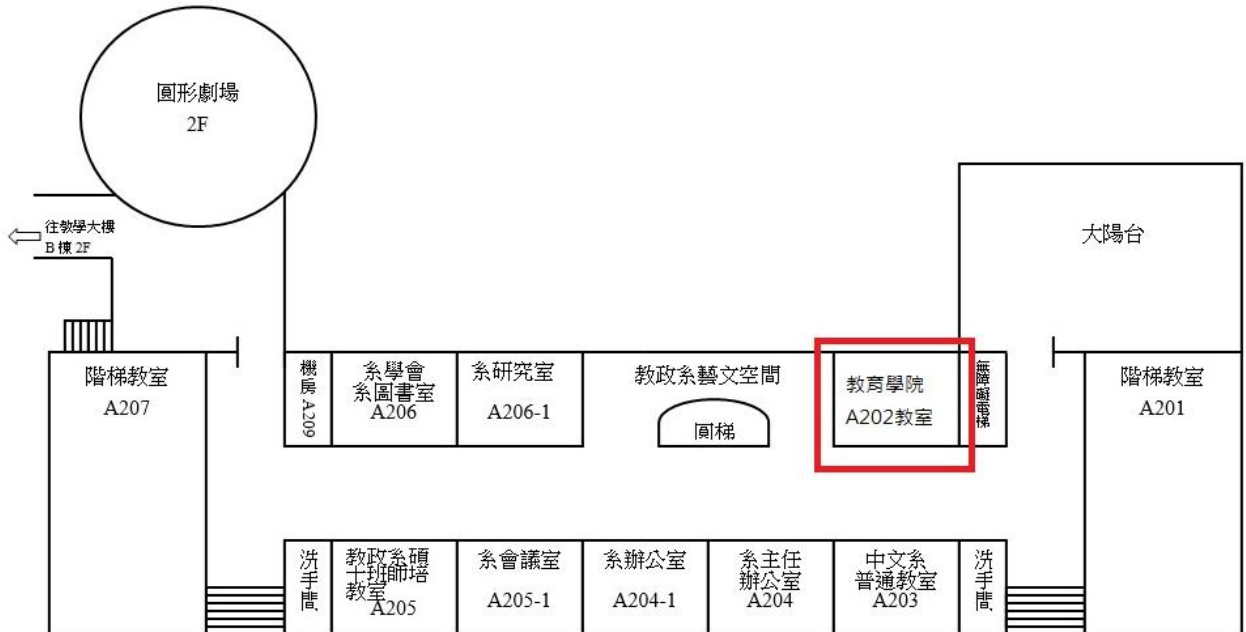 圓形劇場
2F
往教學大樓
B 棟 2F
大陽台
階梯教室
A207
機房 A209
系學會
系圖書室
A206
系研究室
A206-1
教政系藝文空間
圓梯
教育學院
A202教室
無障礙電梯
階梯教室
A201
洗手間
教政系碩
士班師培
教室
A205
系會議室
A205-1
系辦公室
A204-1
系主任
辦公室
A204
中文系
普通教室
A203
洗手間